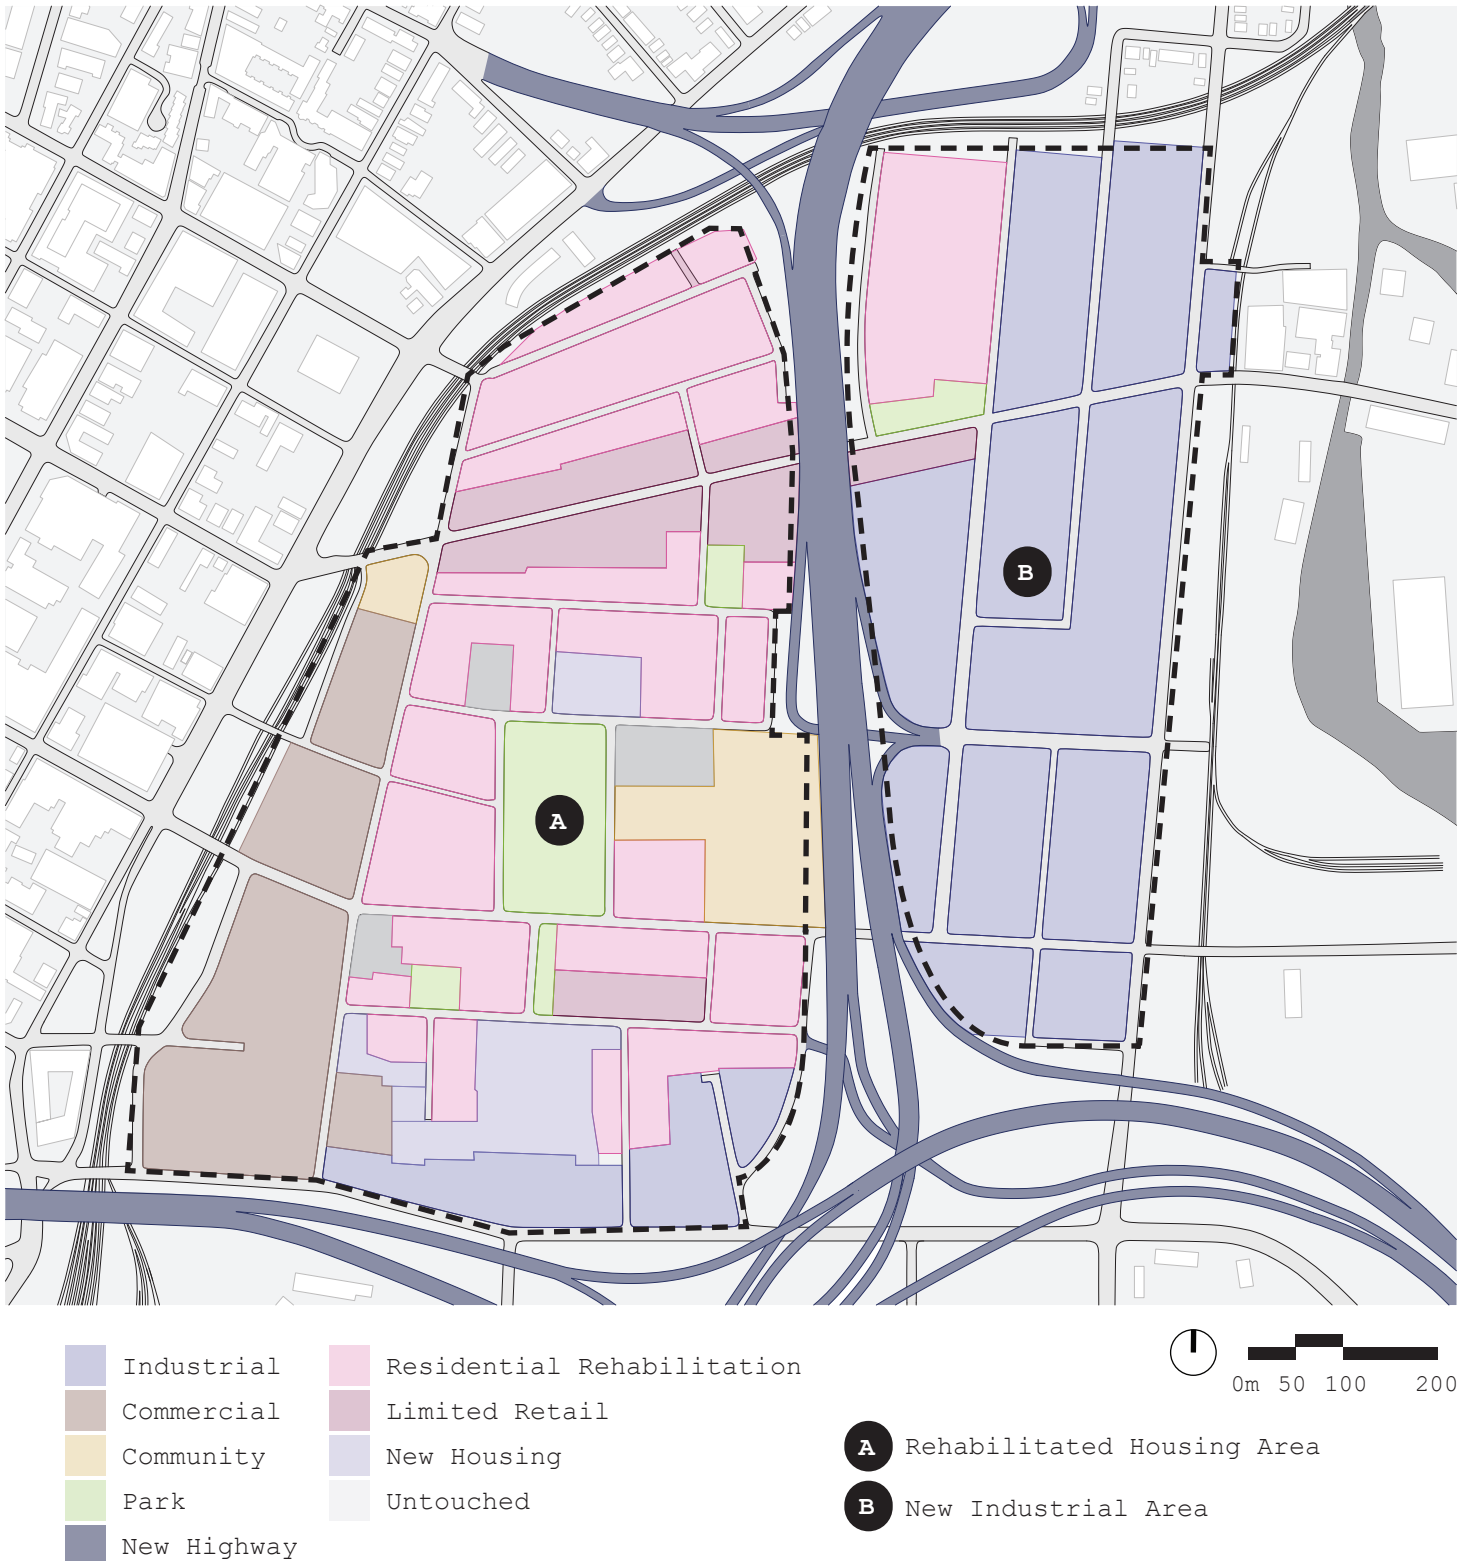 B
A
Industrial
Commercial
Community
Park
New Highway
Residential Rehabilitation
Limited Retail
New Housing
Untouched
0m 50 100 200
A Rehabilitated Housing Area
B New Industrial Area